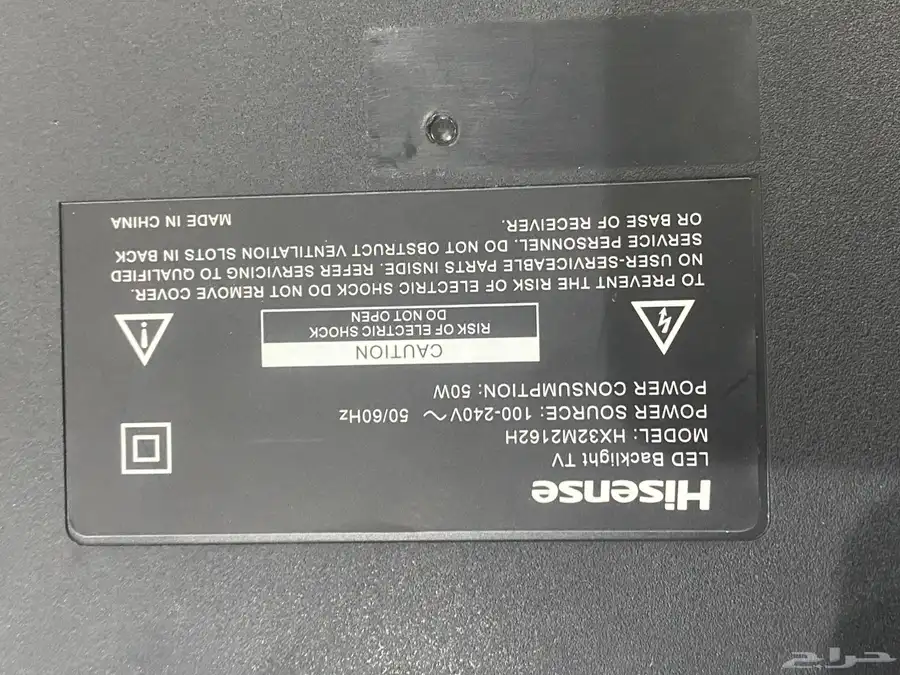 Hisense
LED Backlight TV
MODEL: HX32M2162H
POWER SOURCE: 100-240V ~ 50/60Hz
POWER CONSUMPTION: 50W
CAUTION
RISK OF ELECTRIC SHOCK
DO NOT OPEN
TO PREVENT THE RISK OF ELECTRIC SHOCK DO NOT REMOVE COVER.
NO USER-SERVICEABLE PARTS INSIDE. REFER SERVICING TO QUALIFIED
SERVICE PERSONNEL. DO NOT OBSTRUCT VENTILATION SLOTS IN BACK
OR BASE OF RECEIVER.
MADE IN CHINA
حراج